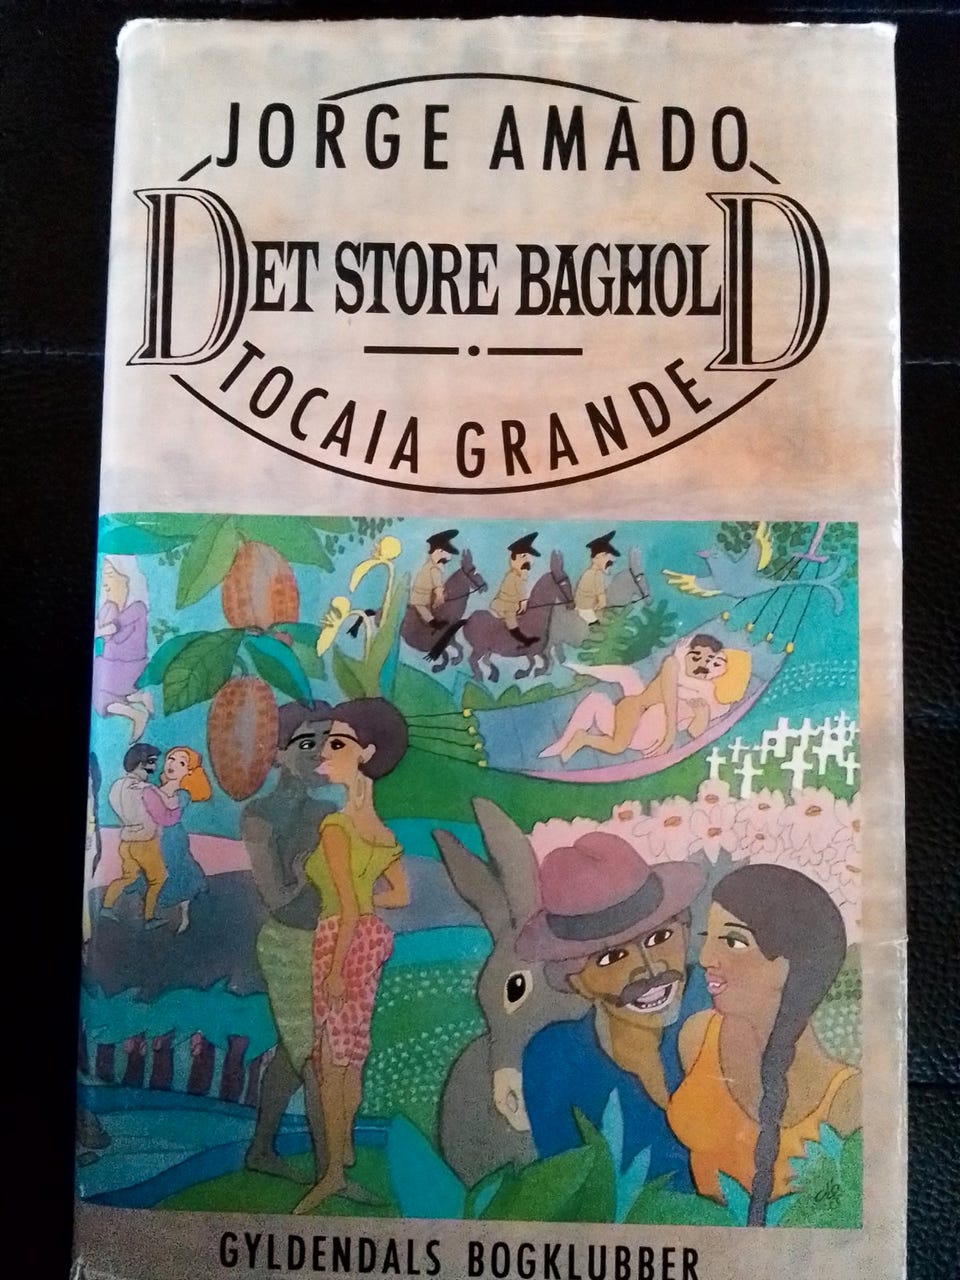 JORGE AMADO
DET STORE BAGHOLD
TOCAIA GRANDE
GYLDENDALS BOGKLUBBER